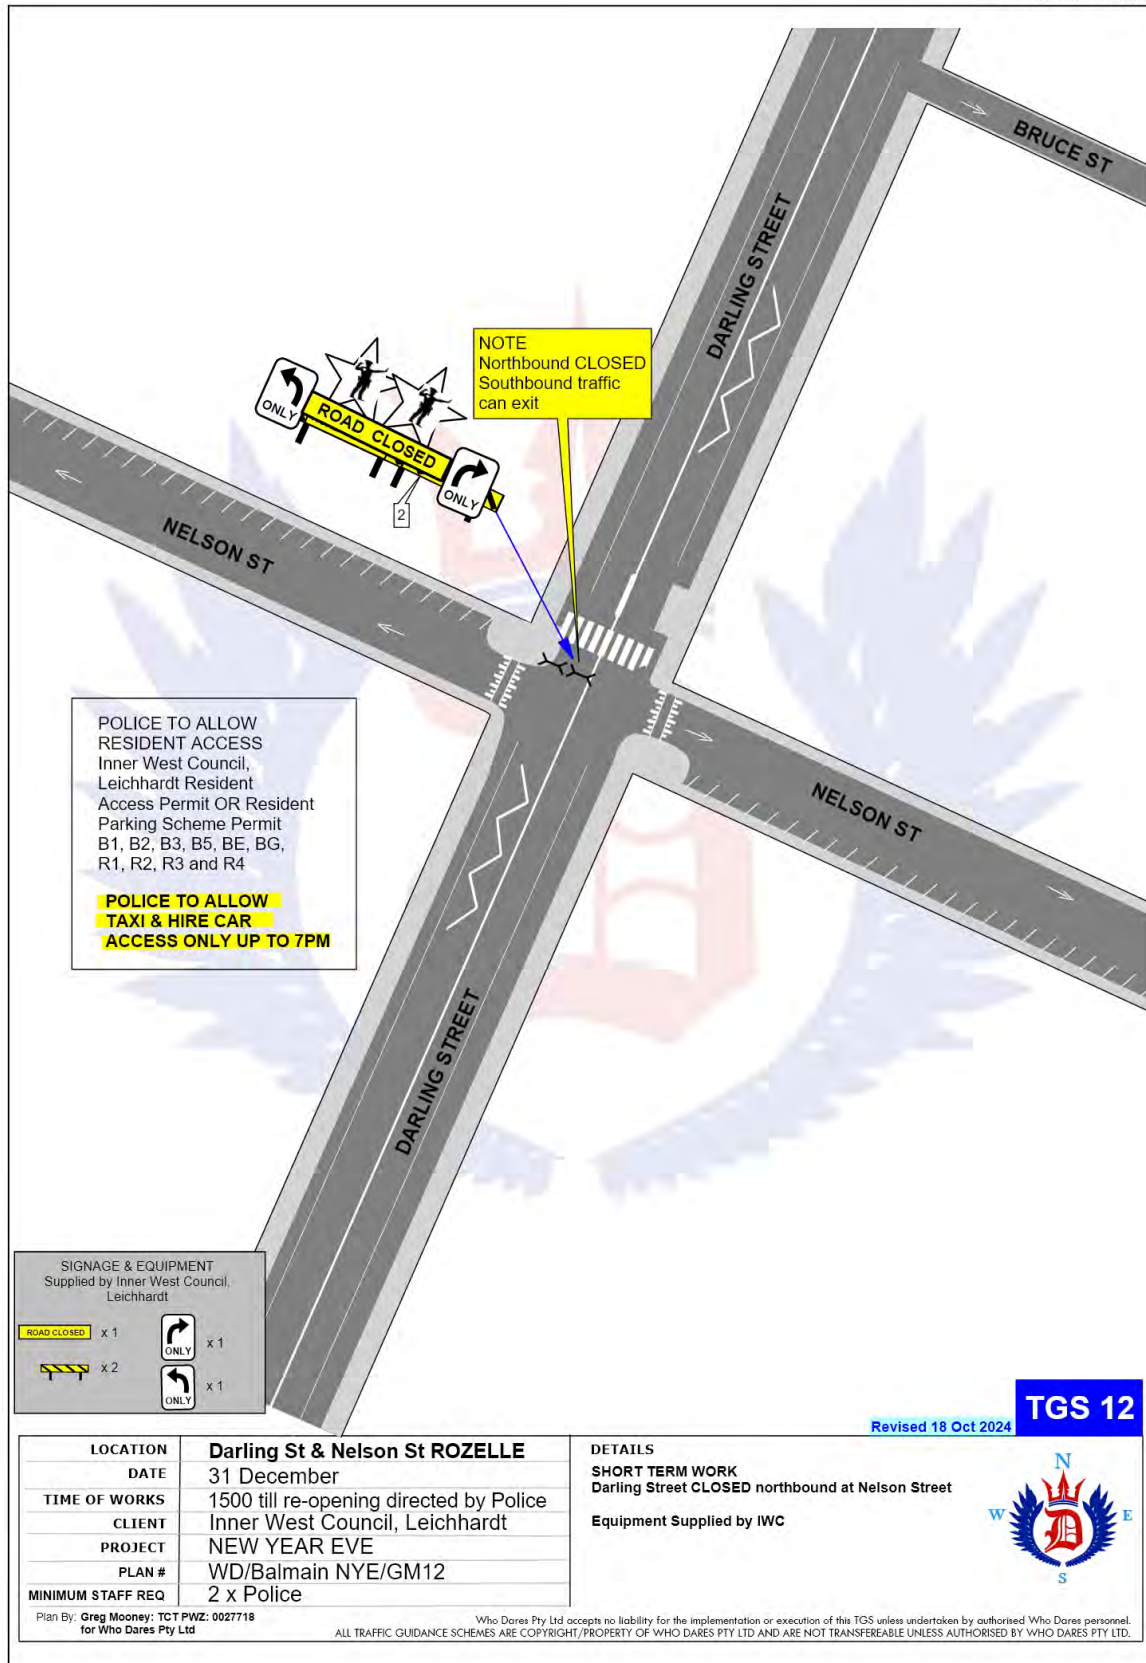 BRUCE ST
DARLING STREET
NOTE
Northbound CLOSED
Southbound traffic
can exit
ONLY
ROAD CLOSED
ONLY
2
NELSON ST
POLICE TO ALLOW
RESIDENT ACCESS
Inner West Council,
Leichhardt Resident
Access Permit OR Resident
Parking Scheme Permit
B1, B2, B3, B5, BE, BG,
R1, R2, R3 and R4
POLICE TO ALLOW
TAXI & HIRE CAR
ACCESS ONLY UP TO 7PM
NELSON ST
DARLING STREET
SIGNAGE & EQUIPMENT
Supplied by Inner West Council,
Leichhardt
ROAD CLOSED x 1
ONLY x 1
x 2
ONLY x 1
TGS 12
Revised 18 Oct 2024
LOCATION Darling St & Nelson St ROZELLE
DATE 31 December
TIME OF WORKS 1500 till re-opening directed by Police
CLIENT Inner West Council, Leichhardt
PROJECT NEW YEAR EVE
PLAN # WD/Balmain NYE/GM12
MINIMUM STAFF REQ 2 x Police
DETAILS
SHORT TERM WORK
Darling Street CLOSED northbound at Nelson Street
Equipment Supplied by IWC
N
W E
D
S
Plan By: Greg Mooney: TCT PWZ: 0027718
for Who Dares Pty Ltd
Who Dares Pty Ltd accepts no liability for the implementation or execution of this TGS unless undertaken by authorised Who Dares personnel.
ALL TRAFFIC GUIDANCE SCHEMES ARE COPYRIGHT/PROPERTY OF WHO DARES PTY LTD AND ARE NOT TRANSFEREABLE UNLESS AUTHORISED BY WHO DARES PTY LTD.